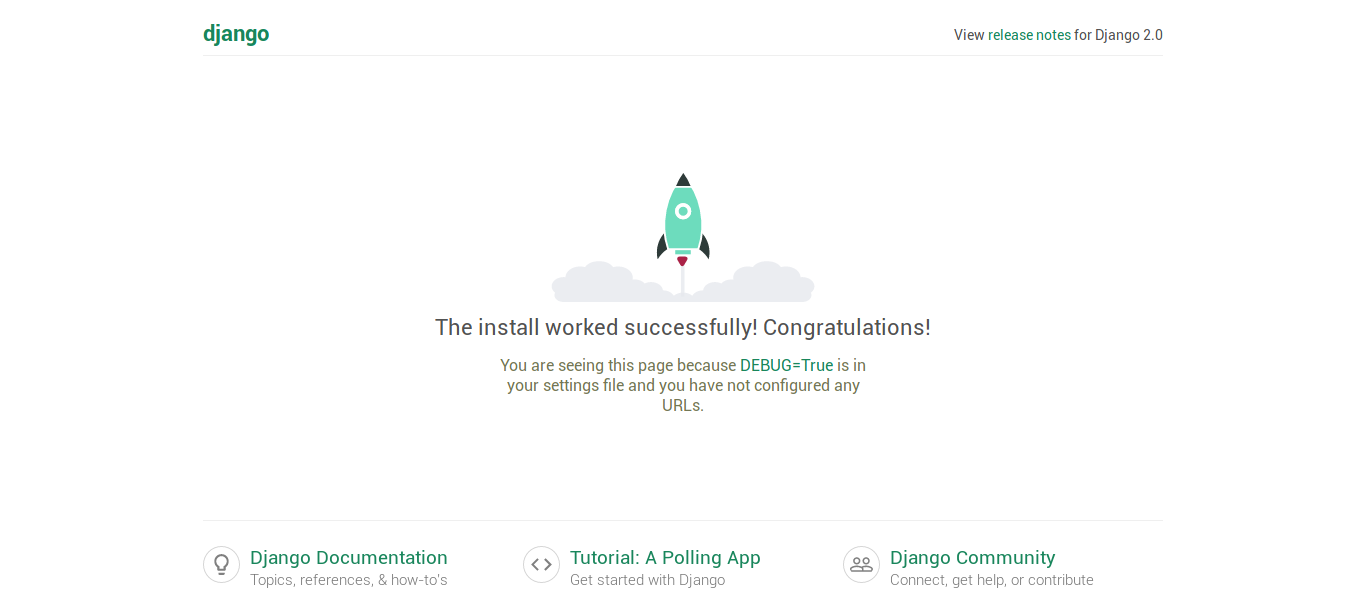 django
View release notes for Django 2.0
The install worked successfully! Congratulations!
You are seeing this page because DEBUG=True is in
your settings file and you have not configured any
URLs.
Django Documentation
Topics, references, & how-to's
Tutorial: A Polling App
Get started with Django
Django Community
Connect, get help, or contribute